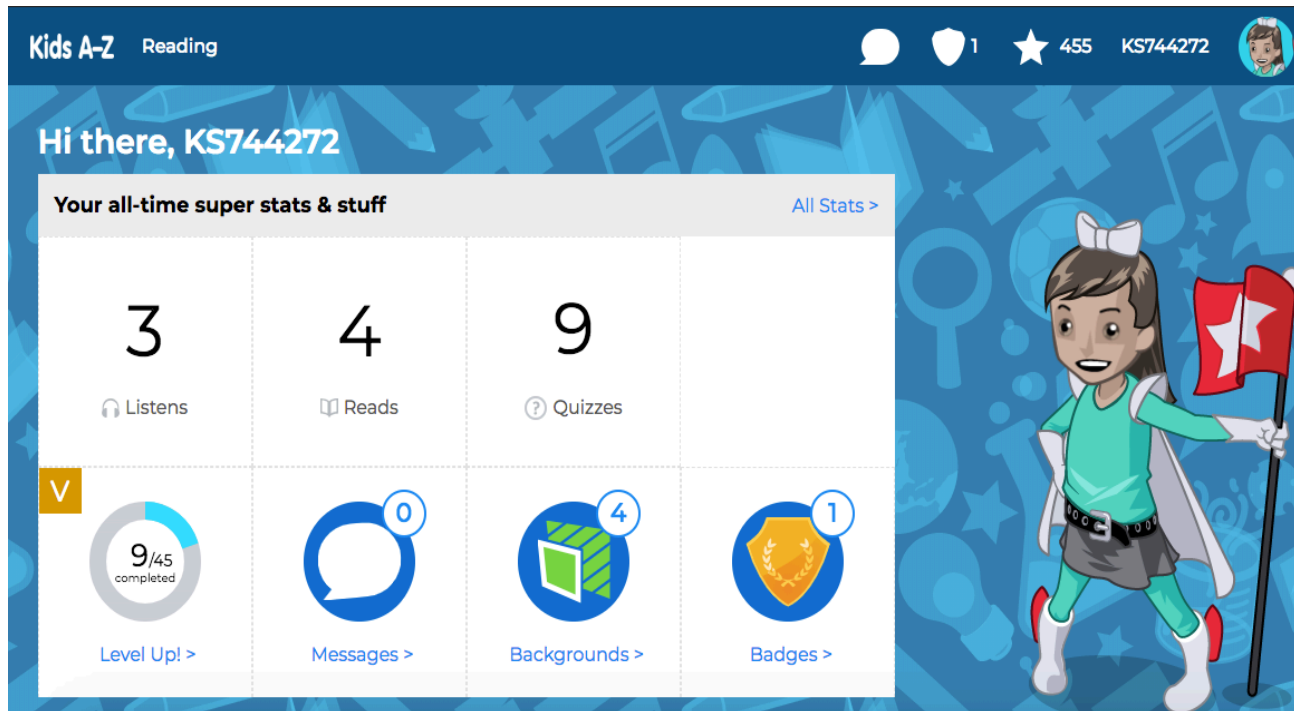 Kids A-Z Reading 1 455 KS744272
Hi there, KS744272
Your all-time super stats & stuff All Stats >
3 4 9
Listens Reads Quizzes
V
9/45
completed
0 4 1
Level Up! > Messages > Backgrounds > Badges >